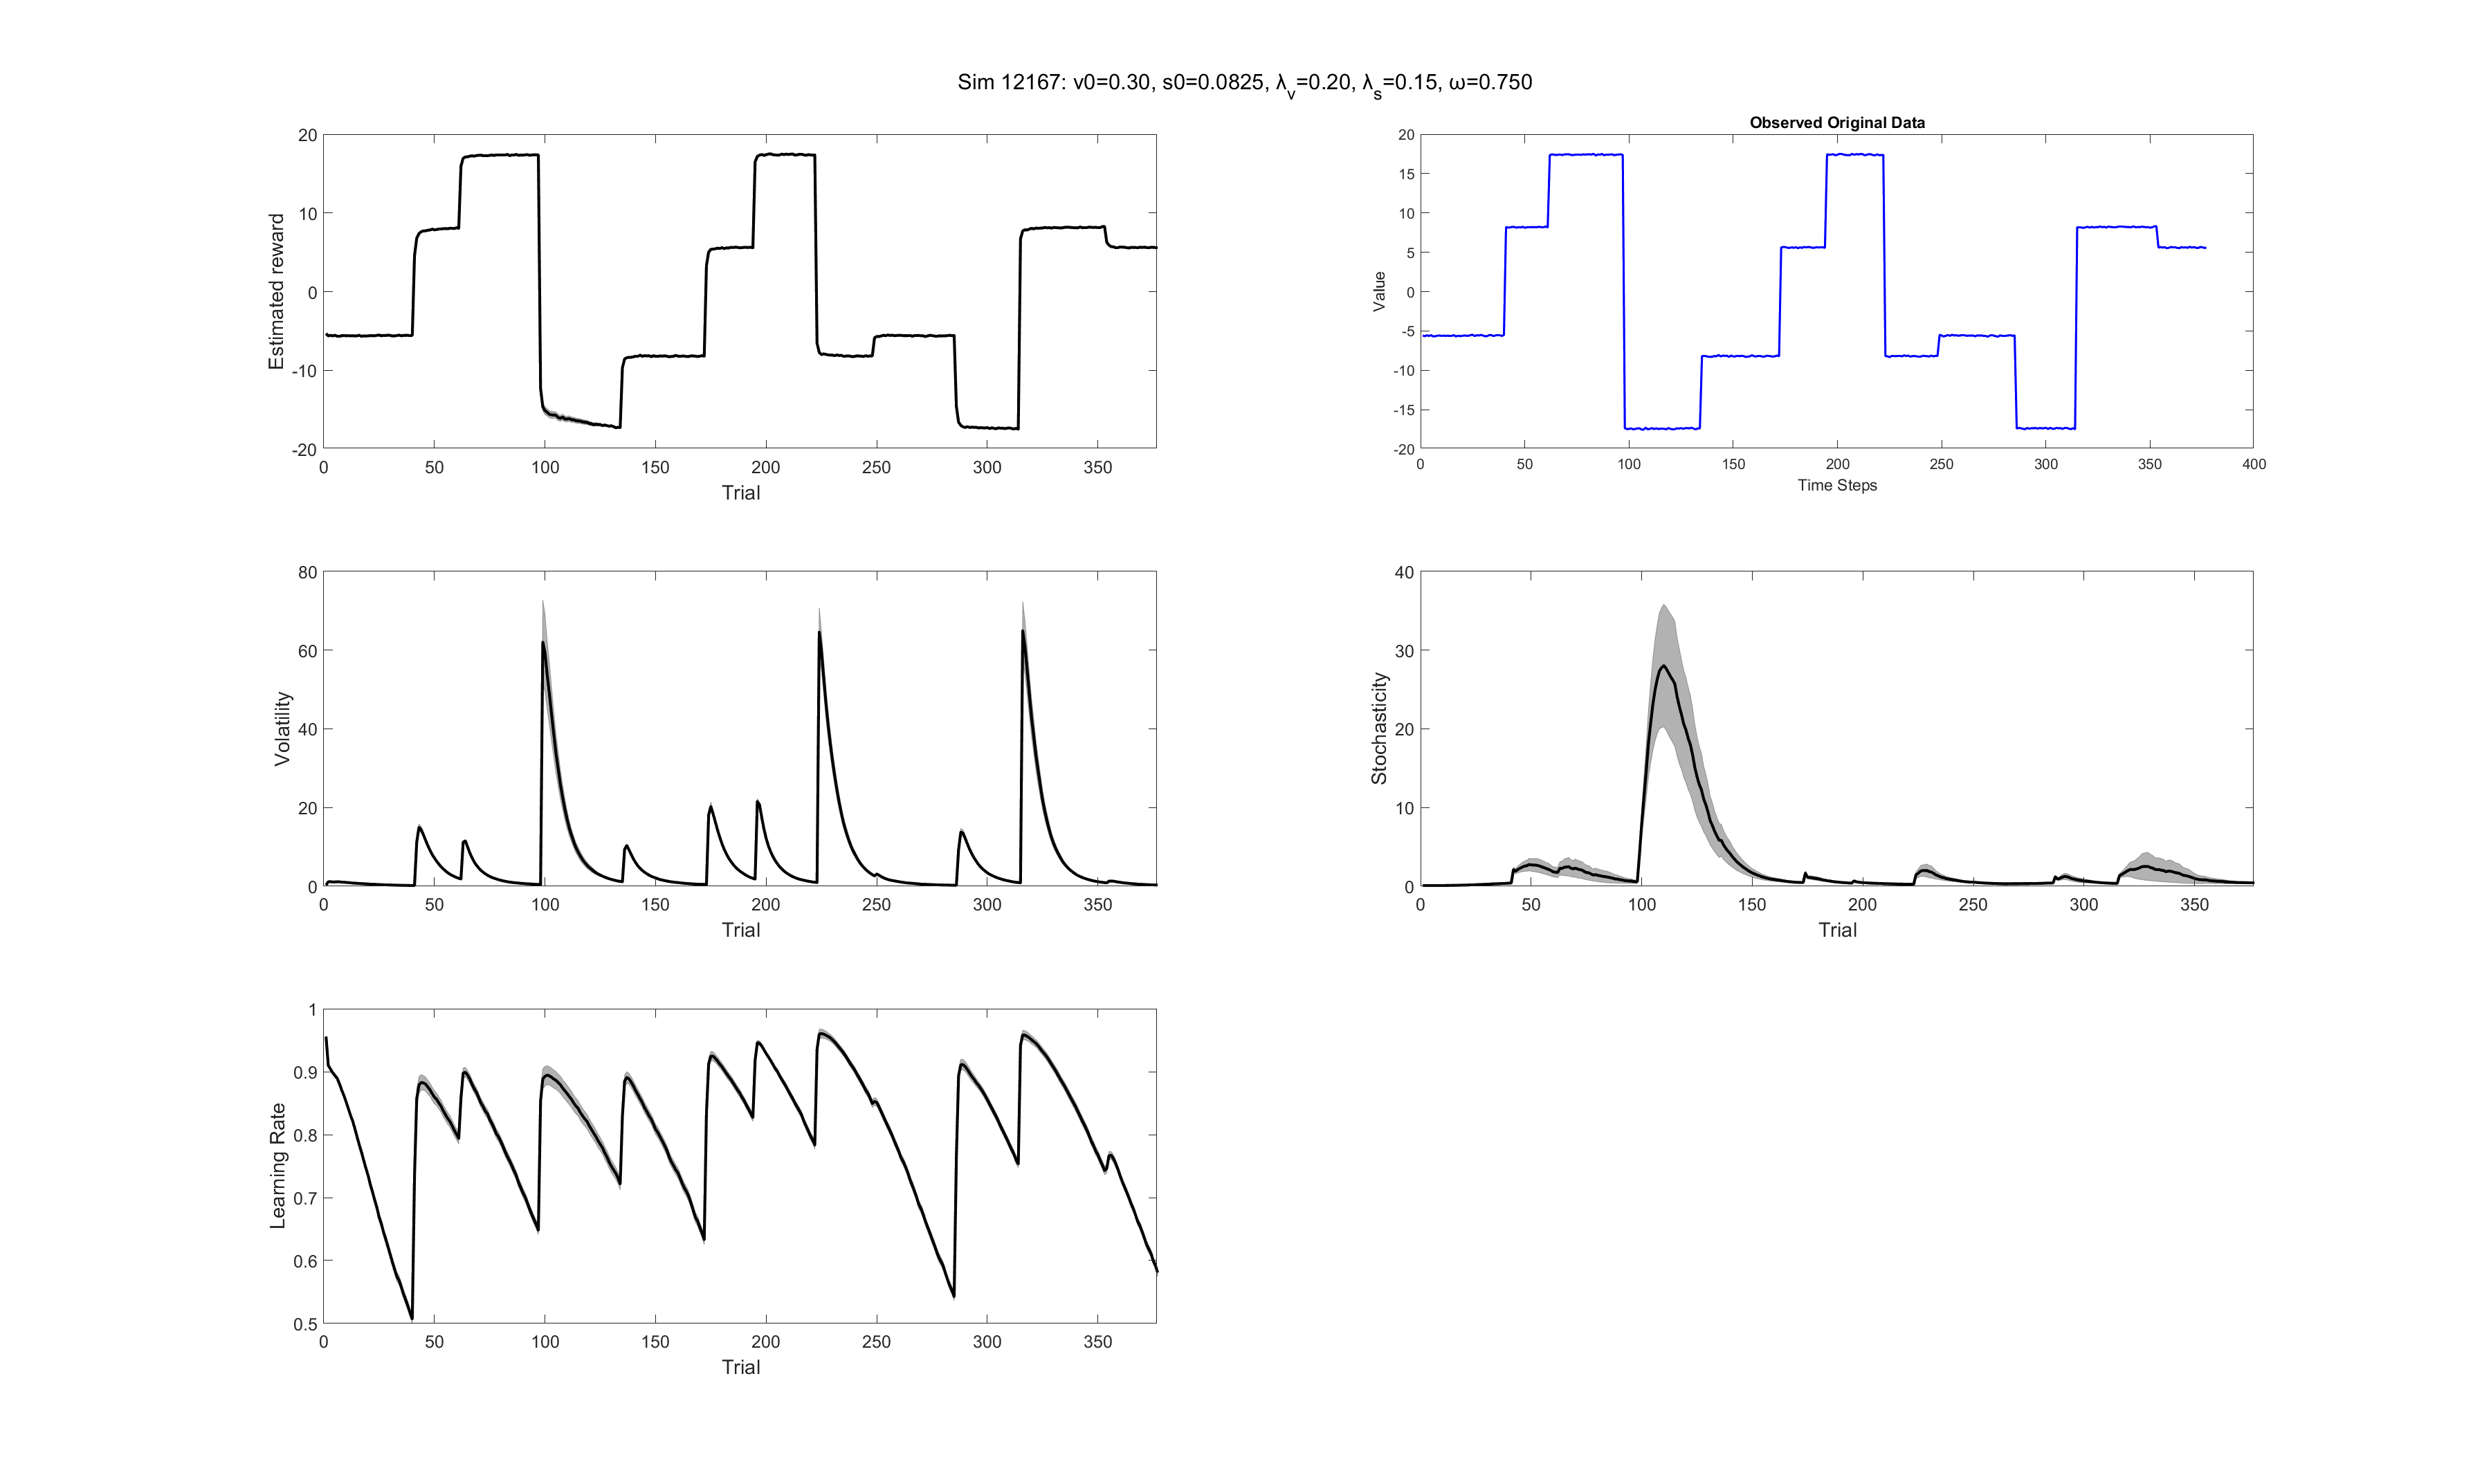 Sim 12167: v0=0.30, s0=0.0825, λv=0.20, λs=0.15, ω=0.750
20
10
0
-10
-20
Estimated reward
0 50 100 150 200 250 300 350
Trial
Observed Original Data
20
15
10
5
0
-5
-10
-15
-20
Value
0 50 100 150 200 250 300 350 400
Time Steps
80
60
40
20
0
Volatility
0 50 100 150 200 250 300 350
Trial
40
30
20
10
0
Stochasticity
0 50 100 150 200 250 300 350
Trial
1
0.9
0.8
0.7
0.6
0.5
Learning Rate
0 50 100 150 200 250 300 350
Trial